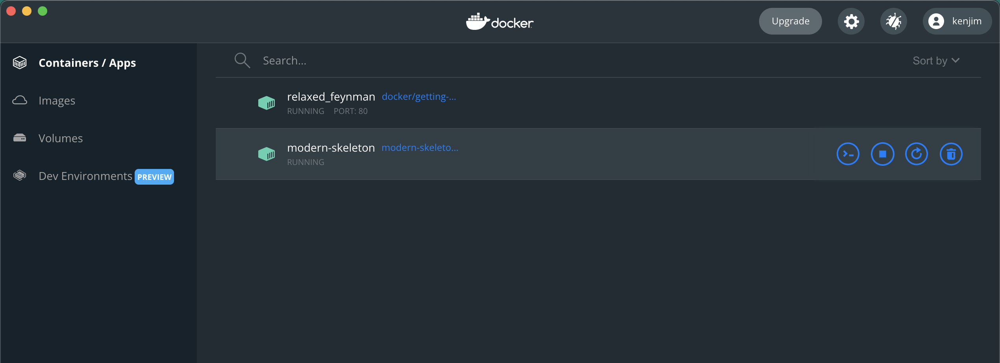 docker
Upgrade
kenjim
Containers / Apps
Images
Volumes
Dev Environments PREVIEW
Search...
Sort by
relaxed_feynman docker/getting-...
RUNNING PORT: 80
modern-skeleton modern-skeleto...
RUNNING